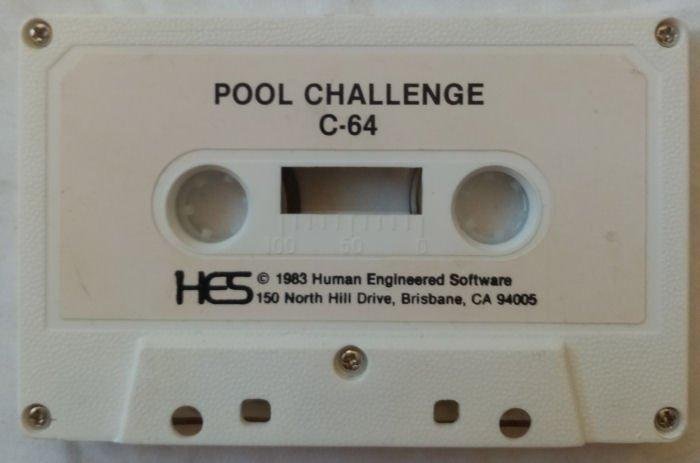 POOL CHALLENGE
C-64
100 50 0
HES © 1983 Human Engineered Software
150 North Hill Drive, Brisbane, CA 94005